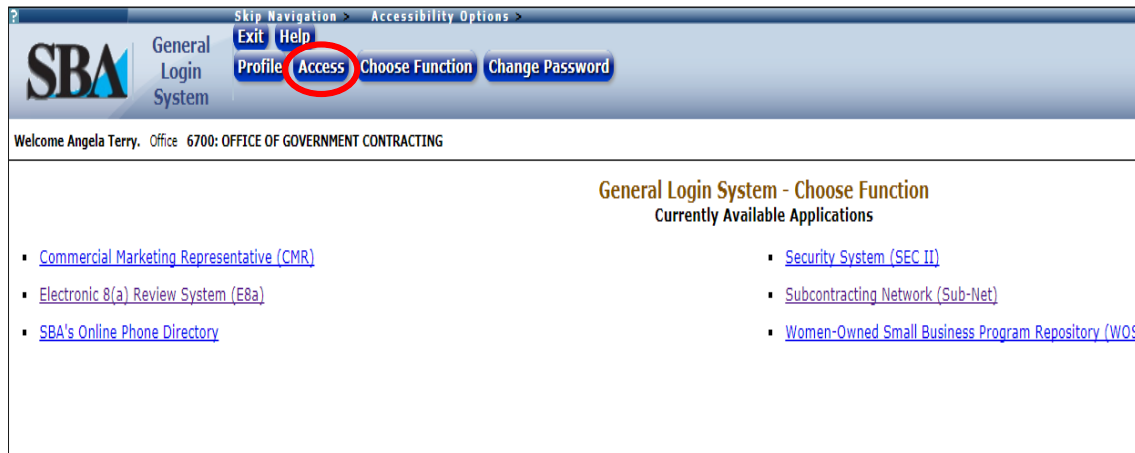 ? Skip Navigation > Accessibility Options >
SBA
General
Login
System
Exit Help
Profile Access Choose Function Change Password
Welcome Angela Terry. Office 6700: OFFICE OF GOVERNMENT CONTRACTING
General Login System - Choose Function
Currently Available Applications
▪ Commercial Marketing Representative (CMR)
▪ Electronic 8(a) Review System (E8a)
▪ SBA's Online Phone Directory
▪ Security System (SEC II)
▪ Subcontracting Network (Sub-Net)
▪ Women-Owned Small Business Program Repository (WOS